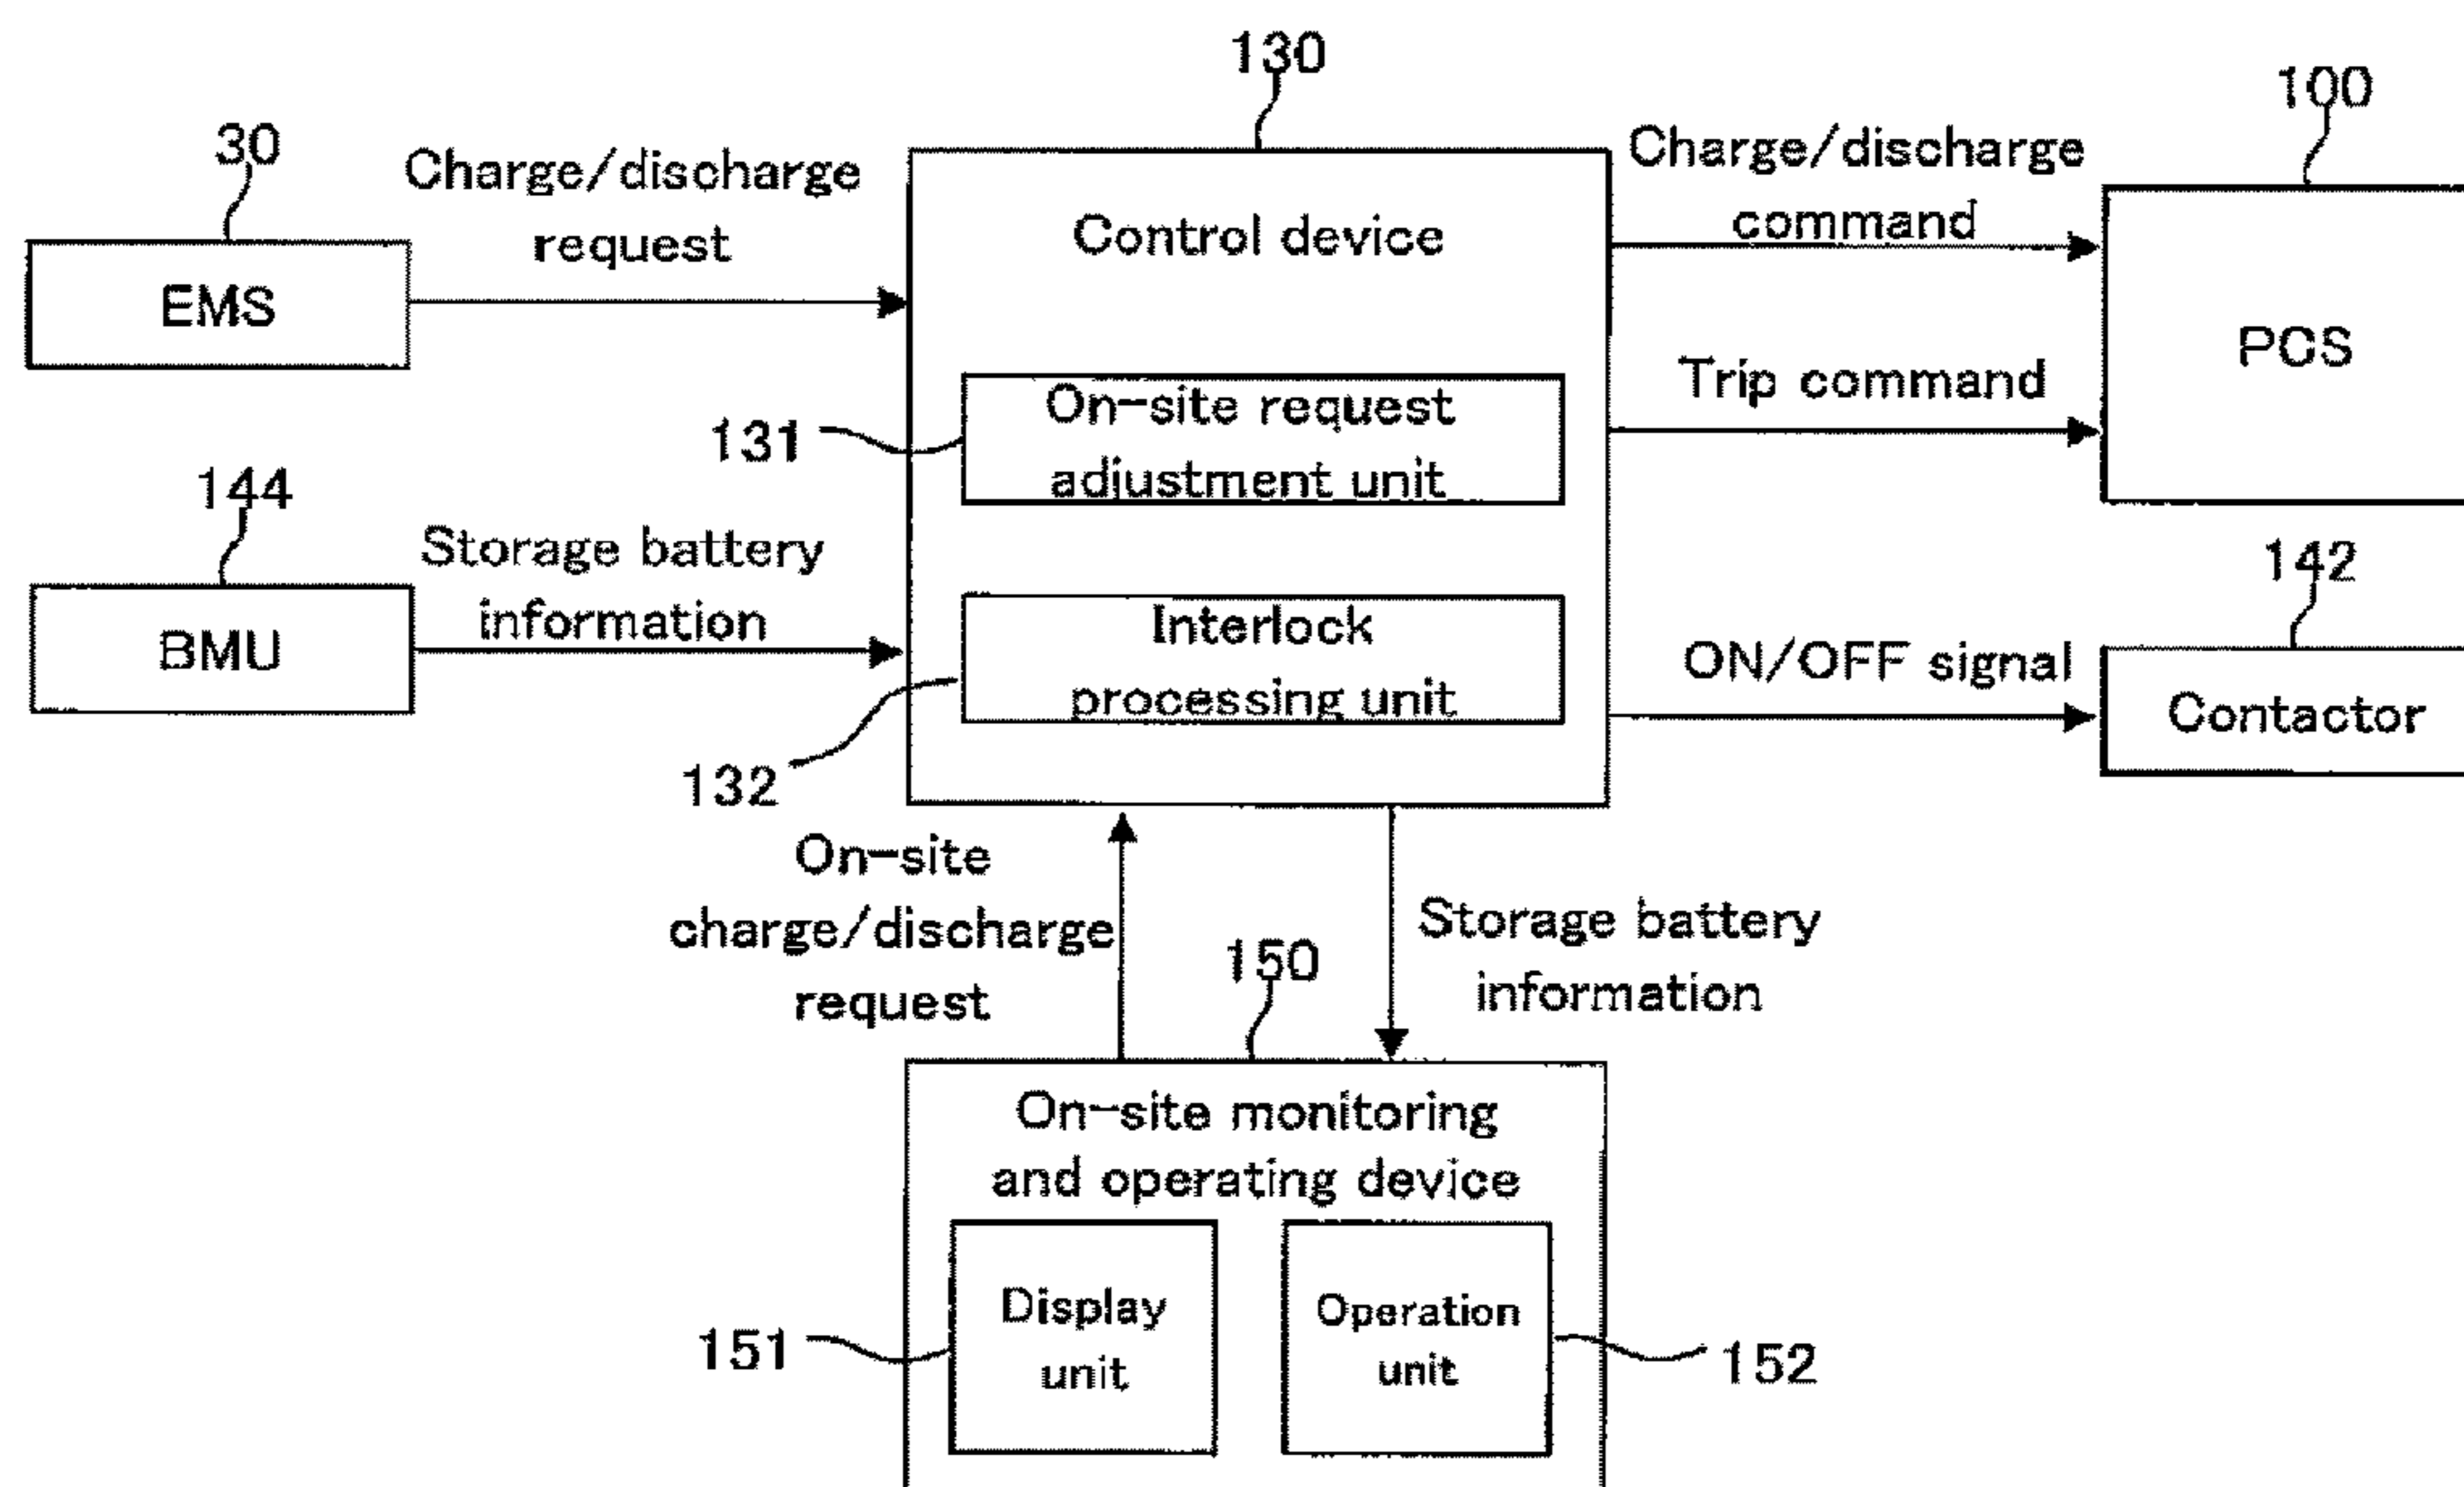 130
100
30
Charge/discharge
request
Charge/discharge
command
Control device
EMS
PCS
On-site request
adjustment unit
Trip command
131
144
Storage battery
information
BMU
Interlock
processing unit
142
ON/OFF signal
Contactor
132
On-site
charge/discharge
request
150
Storage battery
information
On-site monitoring
and operating device
Display
unit
Operation
unit
151
152